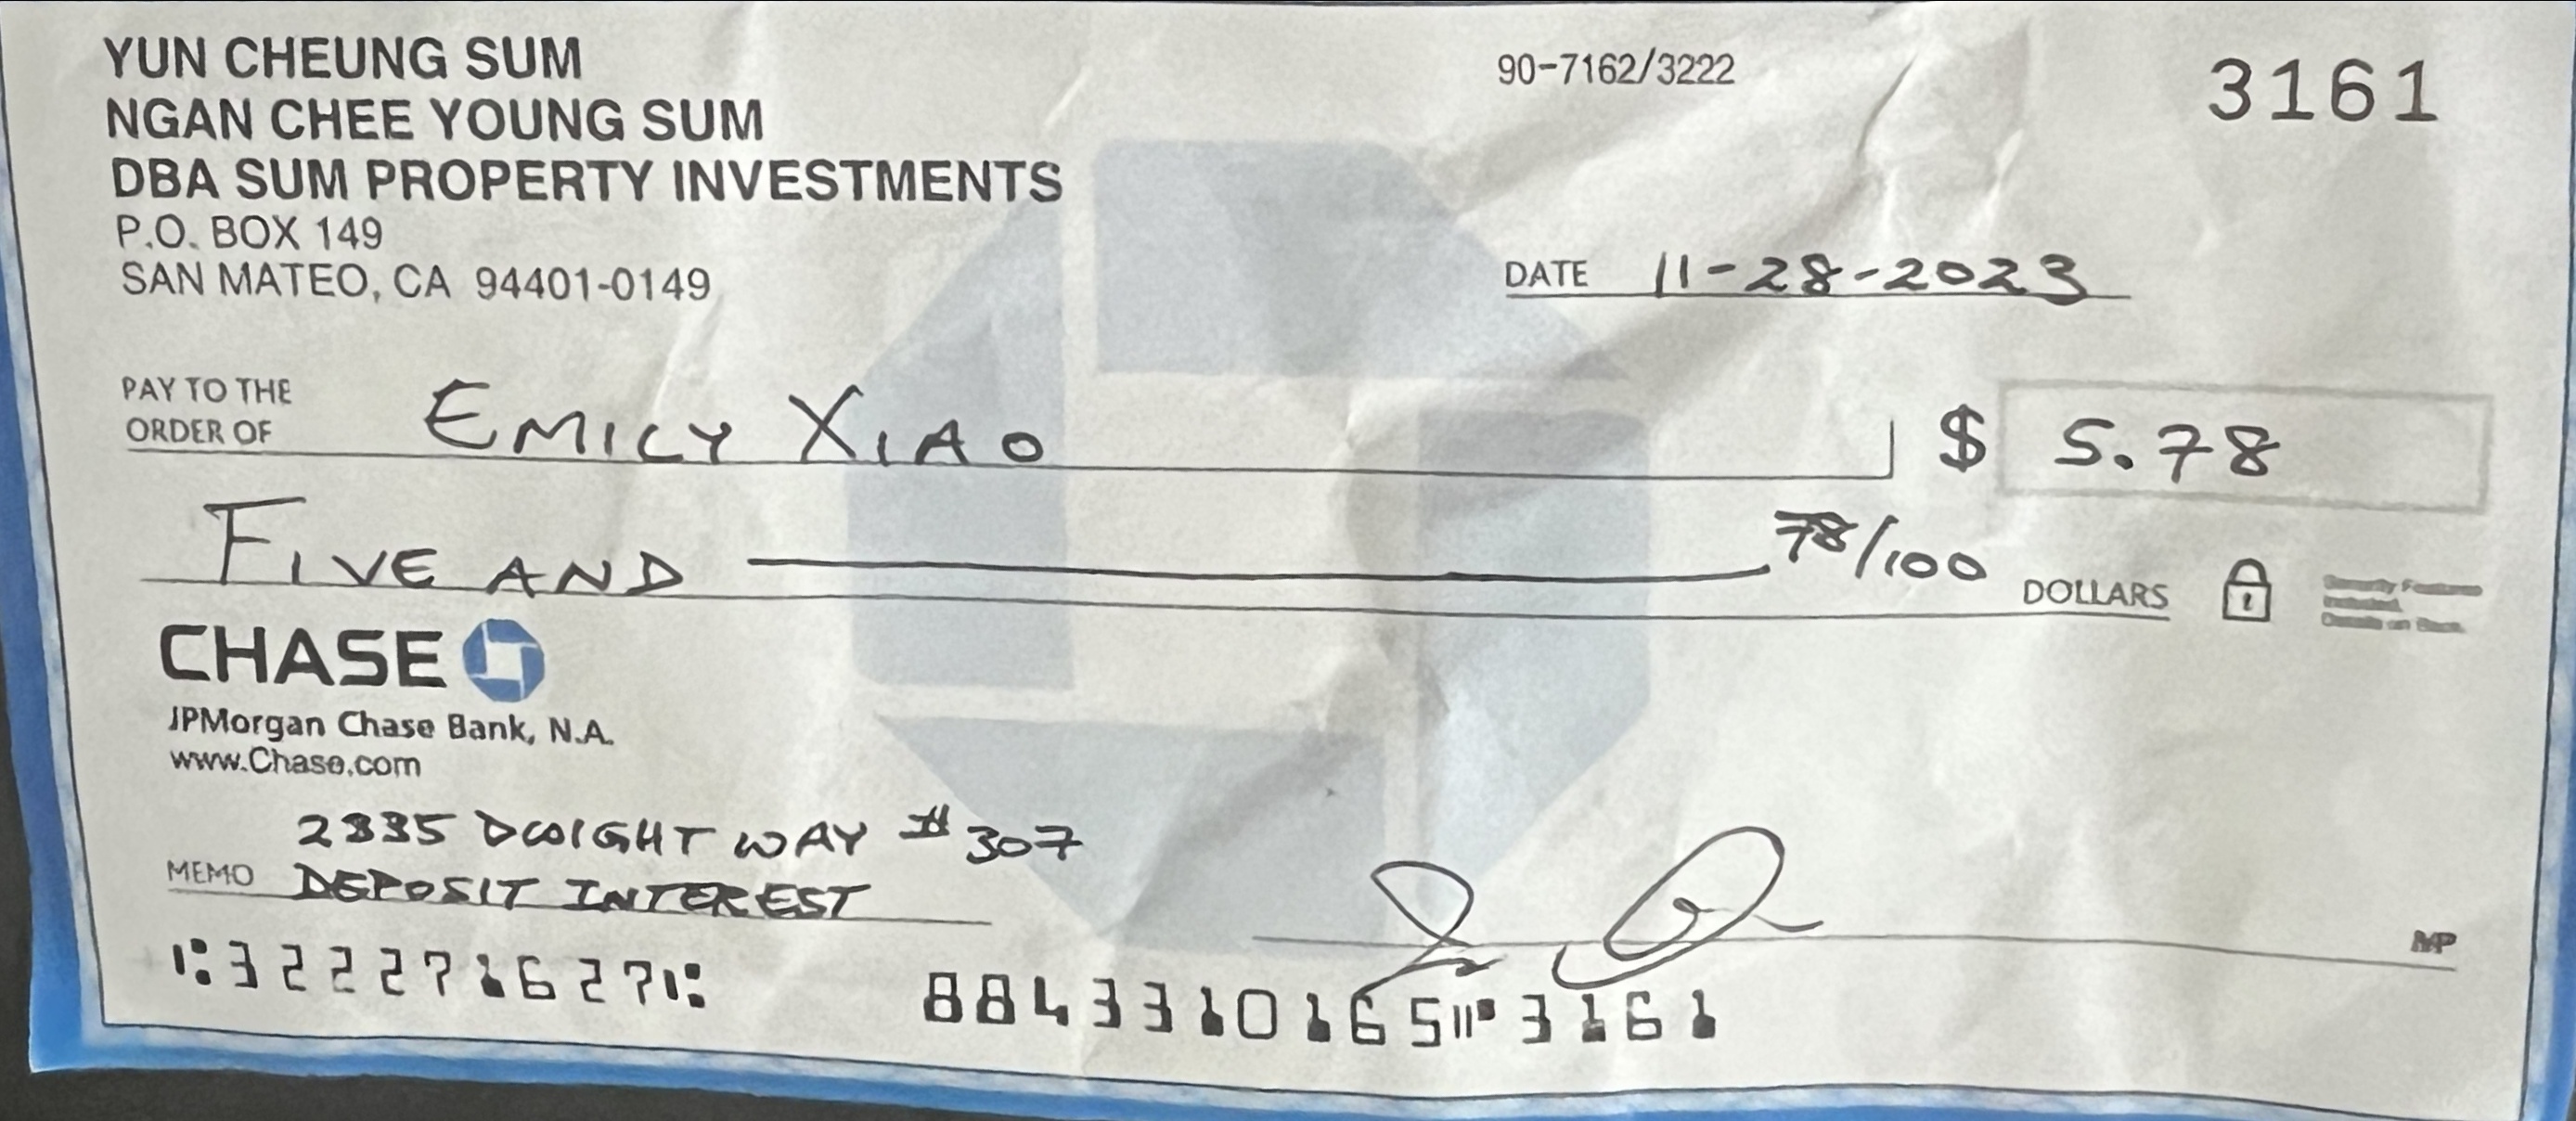 YUN CHEUNG SUM
NGAN CHEE YOUNG SUM
DBA SUM PROPERTY INVESTMENTS
P.O. BOX 149
SAN MATEO, CA 94401-0149
90-7162/3222
3161
DATE 11-28-2023
PAY TO THE
ORDER OF EMILY XIAO $ 5.78
FIVE AND 78/100 DOLLARS
Security Features
Included.
Details on Back.
CHASE
JPMorgan Chase Bank, N.A.
www.Chase.com
2335 DWIGHT WAY # 307
MEMO DEPOSIT INTEREST
MP
⑆322271627⑆ 8843310165⑈3161